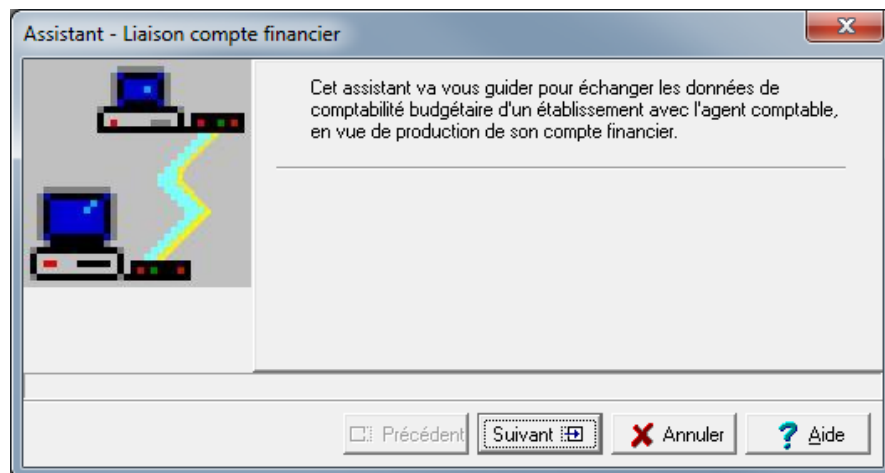 Assistant - Liaison compte financier
Cet assistant va vous guider pour échanger les données de
comptabilité budgétaire d'un établissement avec l'agent comptable,
en vue de production de son compte financier.
Précédent Suivant Annuler Aide